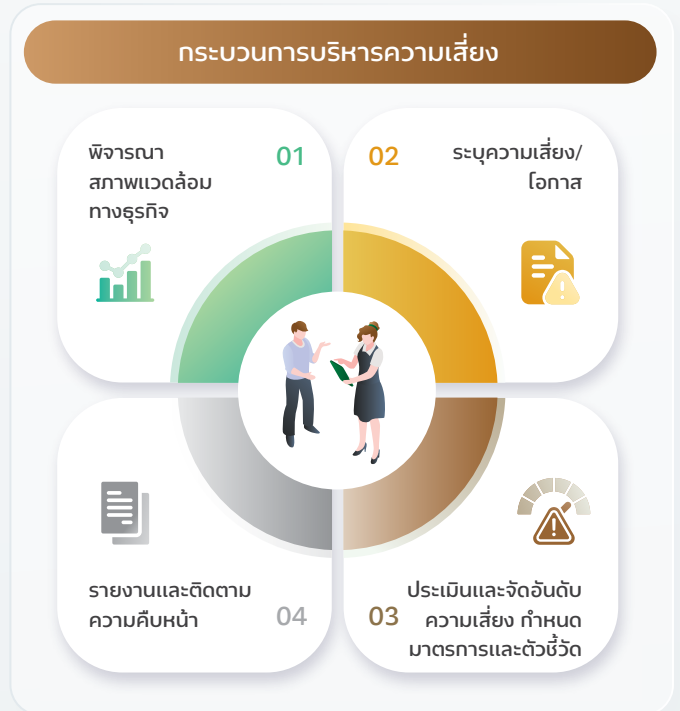 กระบวนการบริหารความเสี่ยง
พิจารณา
สภาพแวดล้อม
ทางธุรกิจ
01
02
ระบุความเสี่ยง/
โอกาส
03
ประเมินและจัดอันดับ
ความเสี่ยง กำหนด
มาตรการและตัวชี้วัด
04
รายงานและติดตาม
ความคืบหน้า